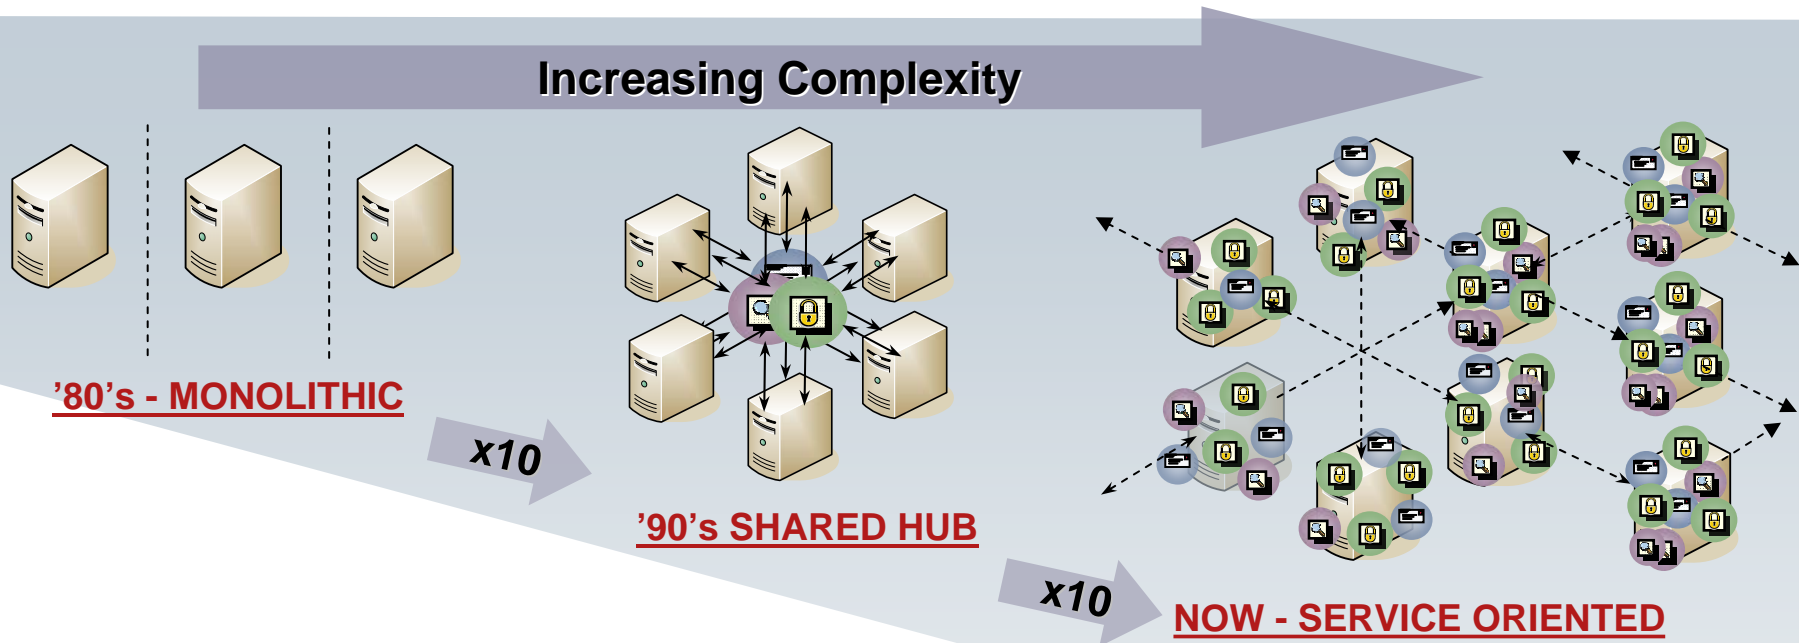 Increasing Complexity
’80’s - MONOLITHIC
x10
’90’s SHARED HUB
x10
NOW - SERVICE ORIENTED